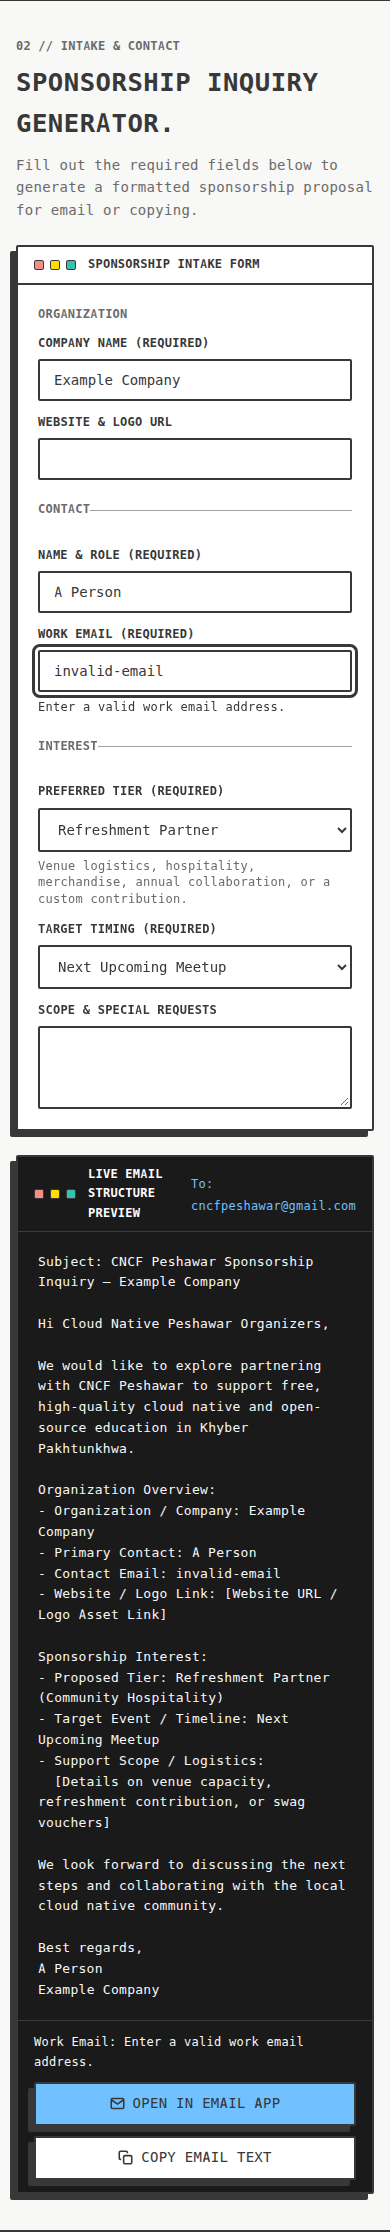 02 // INTAKE & CONTACT
SPONSORSHIP INQUIRY
GENERATOR.
Fill out the required fields below to
generate a formatted sponsorship proposal
for email or copying.
SPONSORSHIP INTAKE FORM
ORGANIZATION
COMPANY NAME (REQUIRED)
Example Company
WEBSITE & LOGO URL
CONTACT
NAME & ROLE (REQUIRED)
A Person
WORK EMAIL (REQUIRED)
invalid-email
Enter a valid work email address.
INTEREST
PREFERRED TIER (REQUIRED)
Refreshment Partner
Venue logistics, hospitality,
merchandise, annual collaboration, or a
custom contribution.
TARGET TIMING (REQUIRED)
Next Upcoming Meetup
SCOPE & SPECIAL REQUESTS
LIVE EMAIL
STRUCTURE
PREVIEW
To:
cncfpeshawar@gmail.com
Subject: CNCF Peshawar Sponsorship
Inquiry — Example Company
Hi Cloud Native Peshawar Organizers,
We would like to explore partnering
with CNCF Peshawar to support free,
high-quality cloud native and open-
source education in Khyber
Pakhtunkhwa.
Organization Overview:
- Organization / Company: Example
Company
- Primary Contact: A Person
- Contact Email: invalid-email
- Website / Logo Link: [Website URL /
Logo Asset Link]
Sponsorship Interest:
- Proposed Tier: Refreshment Partner
(Community Hospitality)
- Target Event / Timeline: Next
Upcoming Meetup
- Support Scope / Logistics:
[Details on venue capacity,
refreshment contribution, or swag
vouchers]
We look forward to discussing the next
steps and collaborating with the local
cloud native community.
Best regards,
A Person
Example Company
Work Email: Enter a valid work email
address.
OPEN IN EMAIL APP
COPY EMAIL TEXT